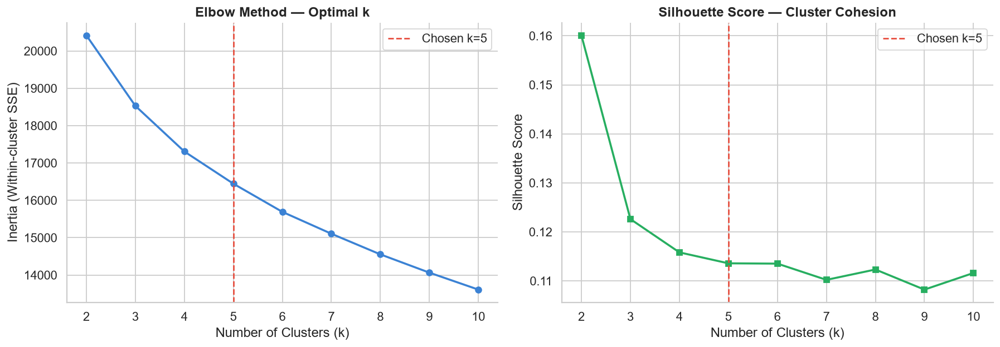 Elbow Method — Optimal k
Chosen k=5
20000
19000
18000
17000
16000
15000
14000
Inertia (Within-cluster SSE)
2 3 4 5 6 7 8 9 10
Number of Clusters (k)
Silhouette Score — Cluster Cohesion
Chosen k=5
0.16
0.15
0.14
0.13
0.12
0.11
Silhouette Score
2 3 4 5 6 7 8 9 10
Number of Clusters (k)